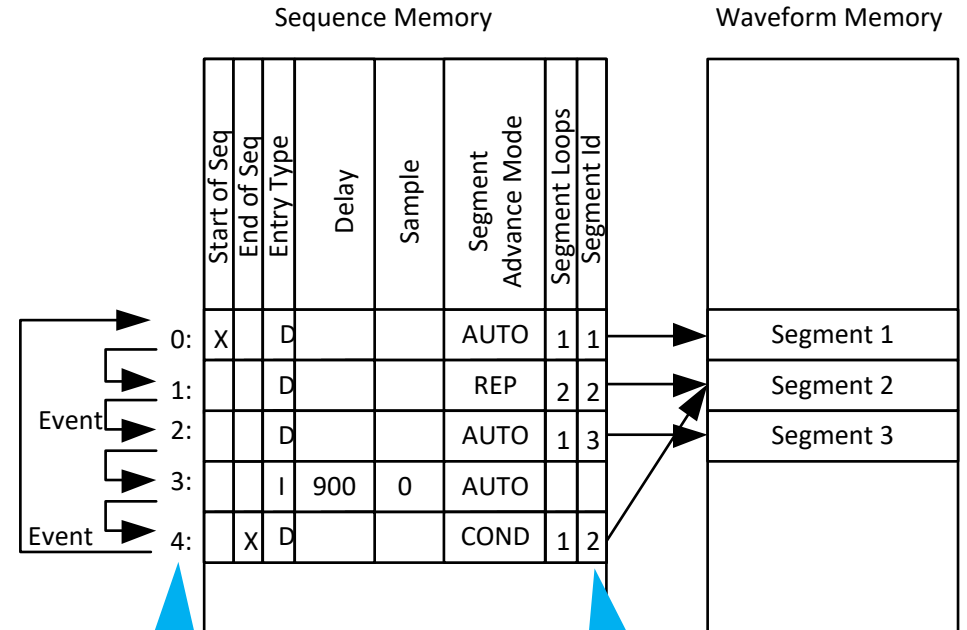 Sequence Memory
Waveform Memory
Start of Seq
End of Seq
Entry Type
Delay
Sample
Segment
Advance Mode
Segment Loops
Segment Id
0: X D AUTO 1 1
Segment 1
1: D REP 2 2
Segment 2
Event
2: D AUTO 1 3
Segment 3
3: I 900 0 AUTO
Event
4: X D COND 1 2